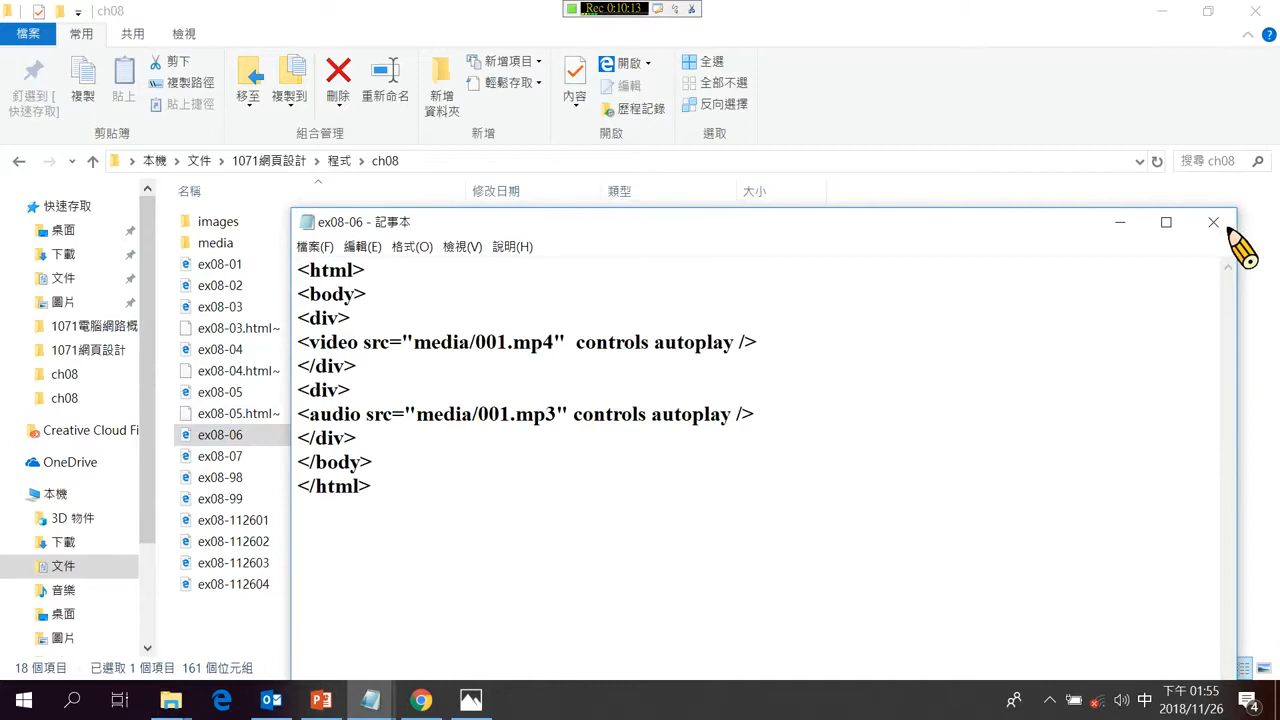 ch08
Rec 0:10:13
檔案 常用 共用 檢視
釘選到 [快速存取]
複製
貼上
剪下
複製路徑
貼上捷徑
移至
複製到
刪除
重新命名
新增
資料夾
新增項目
輕鬆存取
內容
開啟
編輯
歷程記錄
全選
全部不選
反向選擇
剪貼簿 組合管理 新增 開啟 選取
本機 › 文件 › 1071網頁設計 › 程式 › ch08
搜尋 ch08
名稱 修改日期 類型 大小
快速存取
桌面
下載
文件
圖片
1071電腦網路概
1071網頁設計
ch08
ch08
Creative Cloud Fi
OneDrive
本機
3D 物件
下載
文件
音樂
桌面
圖片
images
media
ex08-01
ex08-02
ex08-03
ex08-03.html~
ex08-04
ex08-04.html~
ex08-05
ex08-05.html~
ex08-06
ex08-07
ex08-98
ex08-99
ex08-112601
ex08-112602
ex08-112603
ex08-112604
ex08-06 - 記事本
檔案(F) 編輯(E) 格式(O) 檢視(V) 說明(H)
<html>
<body>
<div>
<video src="media/001.mp4"  controls autoplay />
</div>
<div>
<audio src="media/001.mp3" controls autoplay />
</div>
</body>
</html>
18 個項目 已選取 1 個項目 161 個位元組
中
下午 01:55
2018/11/26
4